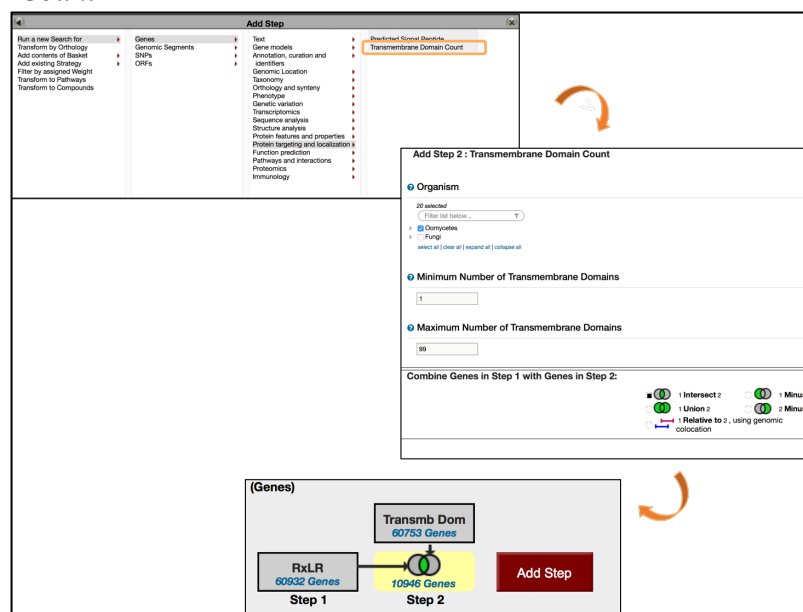 Add Step
Run a new Search for
Transform by Orthology
Add contents of Basket
Add existing Strategy
Filter by assigned Weight
Transform to Pathways
Transform to Compounds
Genes
Genomic Segments
SNPs
ORFs
Text
Gene models
Annotation, curation and
identifiers
Genomic Location
Taxonomy
Orthology and synteny
Phenotype
Genetic variation
Transcriptomics
Sequence analysis
Structure analysis
Protein features and properties
Protein targeting and localization
Function prediction
Pathways and interactions
Proteomics
Immunology
Predicted Signal Peptide
Transmembrane Domain Count
Add Step 2 : Transmembrane Domain Count
Organism
20 selected
Filter list below...
Oomycetes
Fungi
select all | clear all | expand all | collapse all
Minimum Number of Transmembrane Domains
1
Maximum Number of Transmembrane Domains
99
Combine Genes in Step 1 with Genes in Step 2:
1 Intersect 2
1 Minus
1 Union 2
2 Minus
1 Relative to 2 , using genomic
colocation
(Genes)
Transmb Dom
60753 Genes
RxLR
60932 Genes
10946 Genes
Add Step
Step 1
Step 2